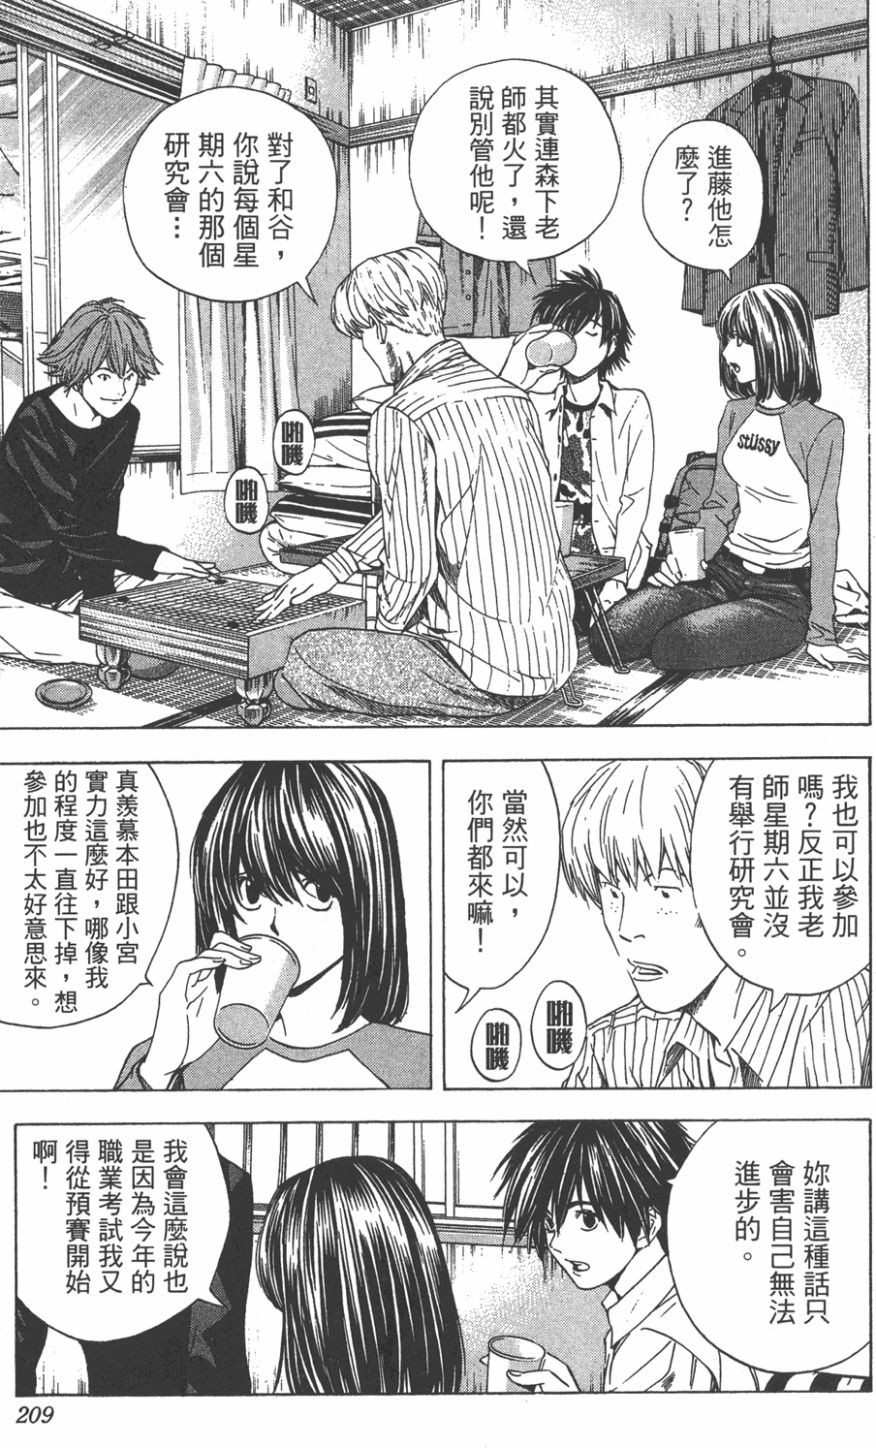 進藤他怎
麼了?
其實連森下老
師都火了，還
說別管他呢！
對了和谷，
你說每個星
期六的那個
研究會…
啪嘰
啪嘰
stüssy
我也可以參加
嗎?反正我老
師星期六並沒
有舉行研究會。
當然可以，
你們都來嘛！
啪嘰
啪嘰
真羨慕本田跟小宮
實力這麼好，哪像我
的程度一直往下掉，想
參加也不太好意思來。
妳講這種話只
會害自己無法
進步的。
我會這麼說也
是因為今年的
職業考試我又
得從預賽開始
啊！
209